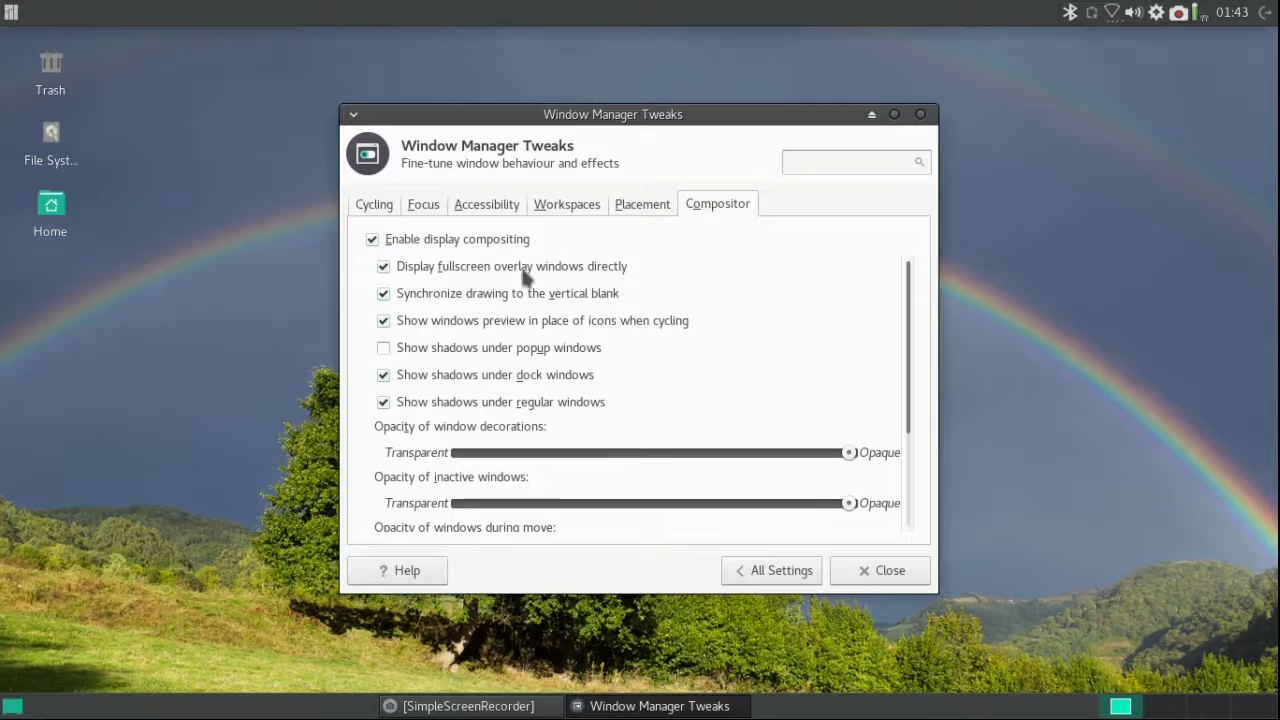 01:43
Trash
File Syst...
Home
Window Manager Tweaks
Window Manager Tweaks
Fine-tune window behaviour and effects
Cycling Focus Accessibility Workspaces Placement Compositor
Enable display compositing
Display fullscreen overlay windows directly
Synchronize drawing to the vertical blank
Show windows preview in place of icons when cycling
Show shadows under popup windows
Show shadows under dock windows
Show shadows under regular windows
Opacity of window decorations:
Transparent Opaque
Opacity of inactive windows:
Transparent Opaque
Opacity of windows during move:
? Help All Settings Close
[SimpleScreenRecorder] Window Manager Tweaks